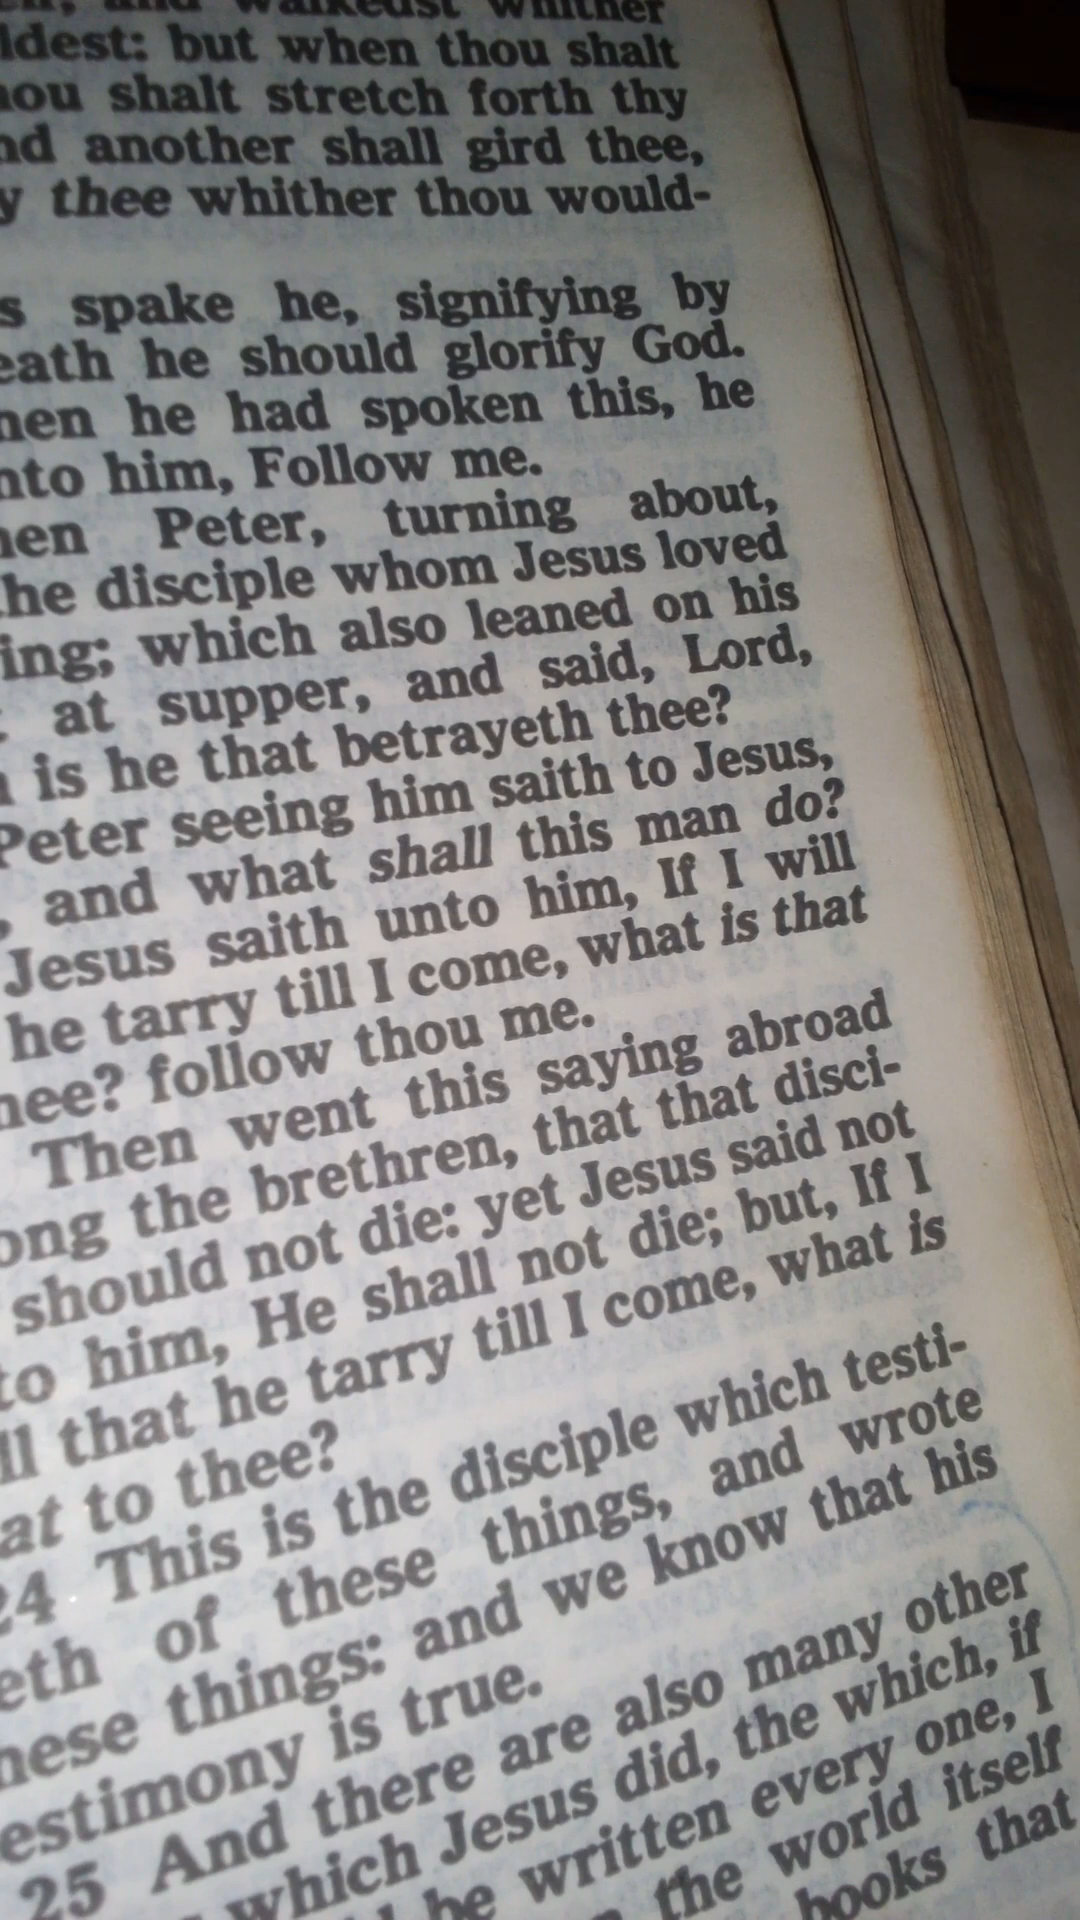 whither
ldest: but when thou shalt
ou shalt stretch forth thy
nd another shall gird thee,
y thee whither thou would-
s spake he, signifying by
eath he should glorify God.
hen he had spoken this, he
nto him, Follow me.
hen Peter, turning about,
he disciple whom Jesus loved
ing; which also leaned on his
at supper, and said, Lord,
is he that betrayeth thee?
Peter seeing him saith to Jesus,
, and what shall this man do?
Jesus saith unto him, If I will
he tarry till I come, what is that
hee? follow thou me.
Then went this saying abroad
ong the brethren, that that disci-
should not die: yet Jesus said not
to him, He shall not die; but, If I
ll that he tarry till I come, what is
at to thee?
24 This is the disciple which testi-
eth of these things, and wrote
hese things: and we know that his
estimony is true.
25 And there are also many other
which Jesus did, the which, if
be written every one, I
the world itself
books that